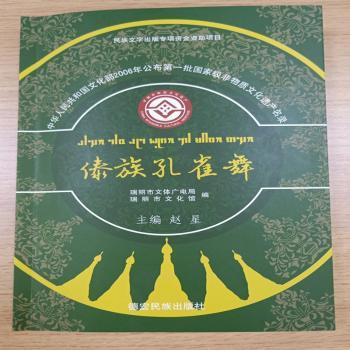 民族文字出版专项资金资助项目
中华人民共和国文化部2006年公布第一批国家级非物质文化遗产名录
傣族孔雀舞
瑞丽市文体广电局
瑞丽市文化馆 编
主编 赵星
德宏民族出版社